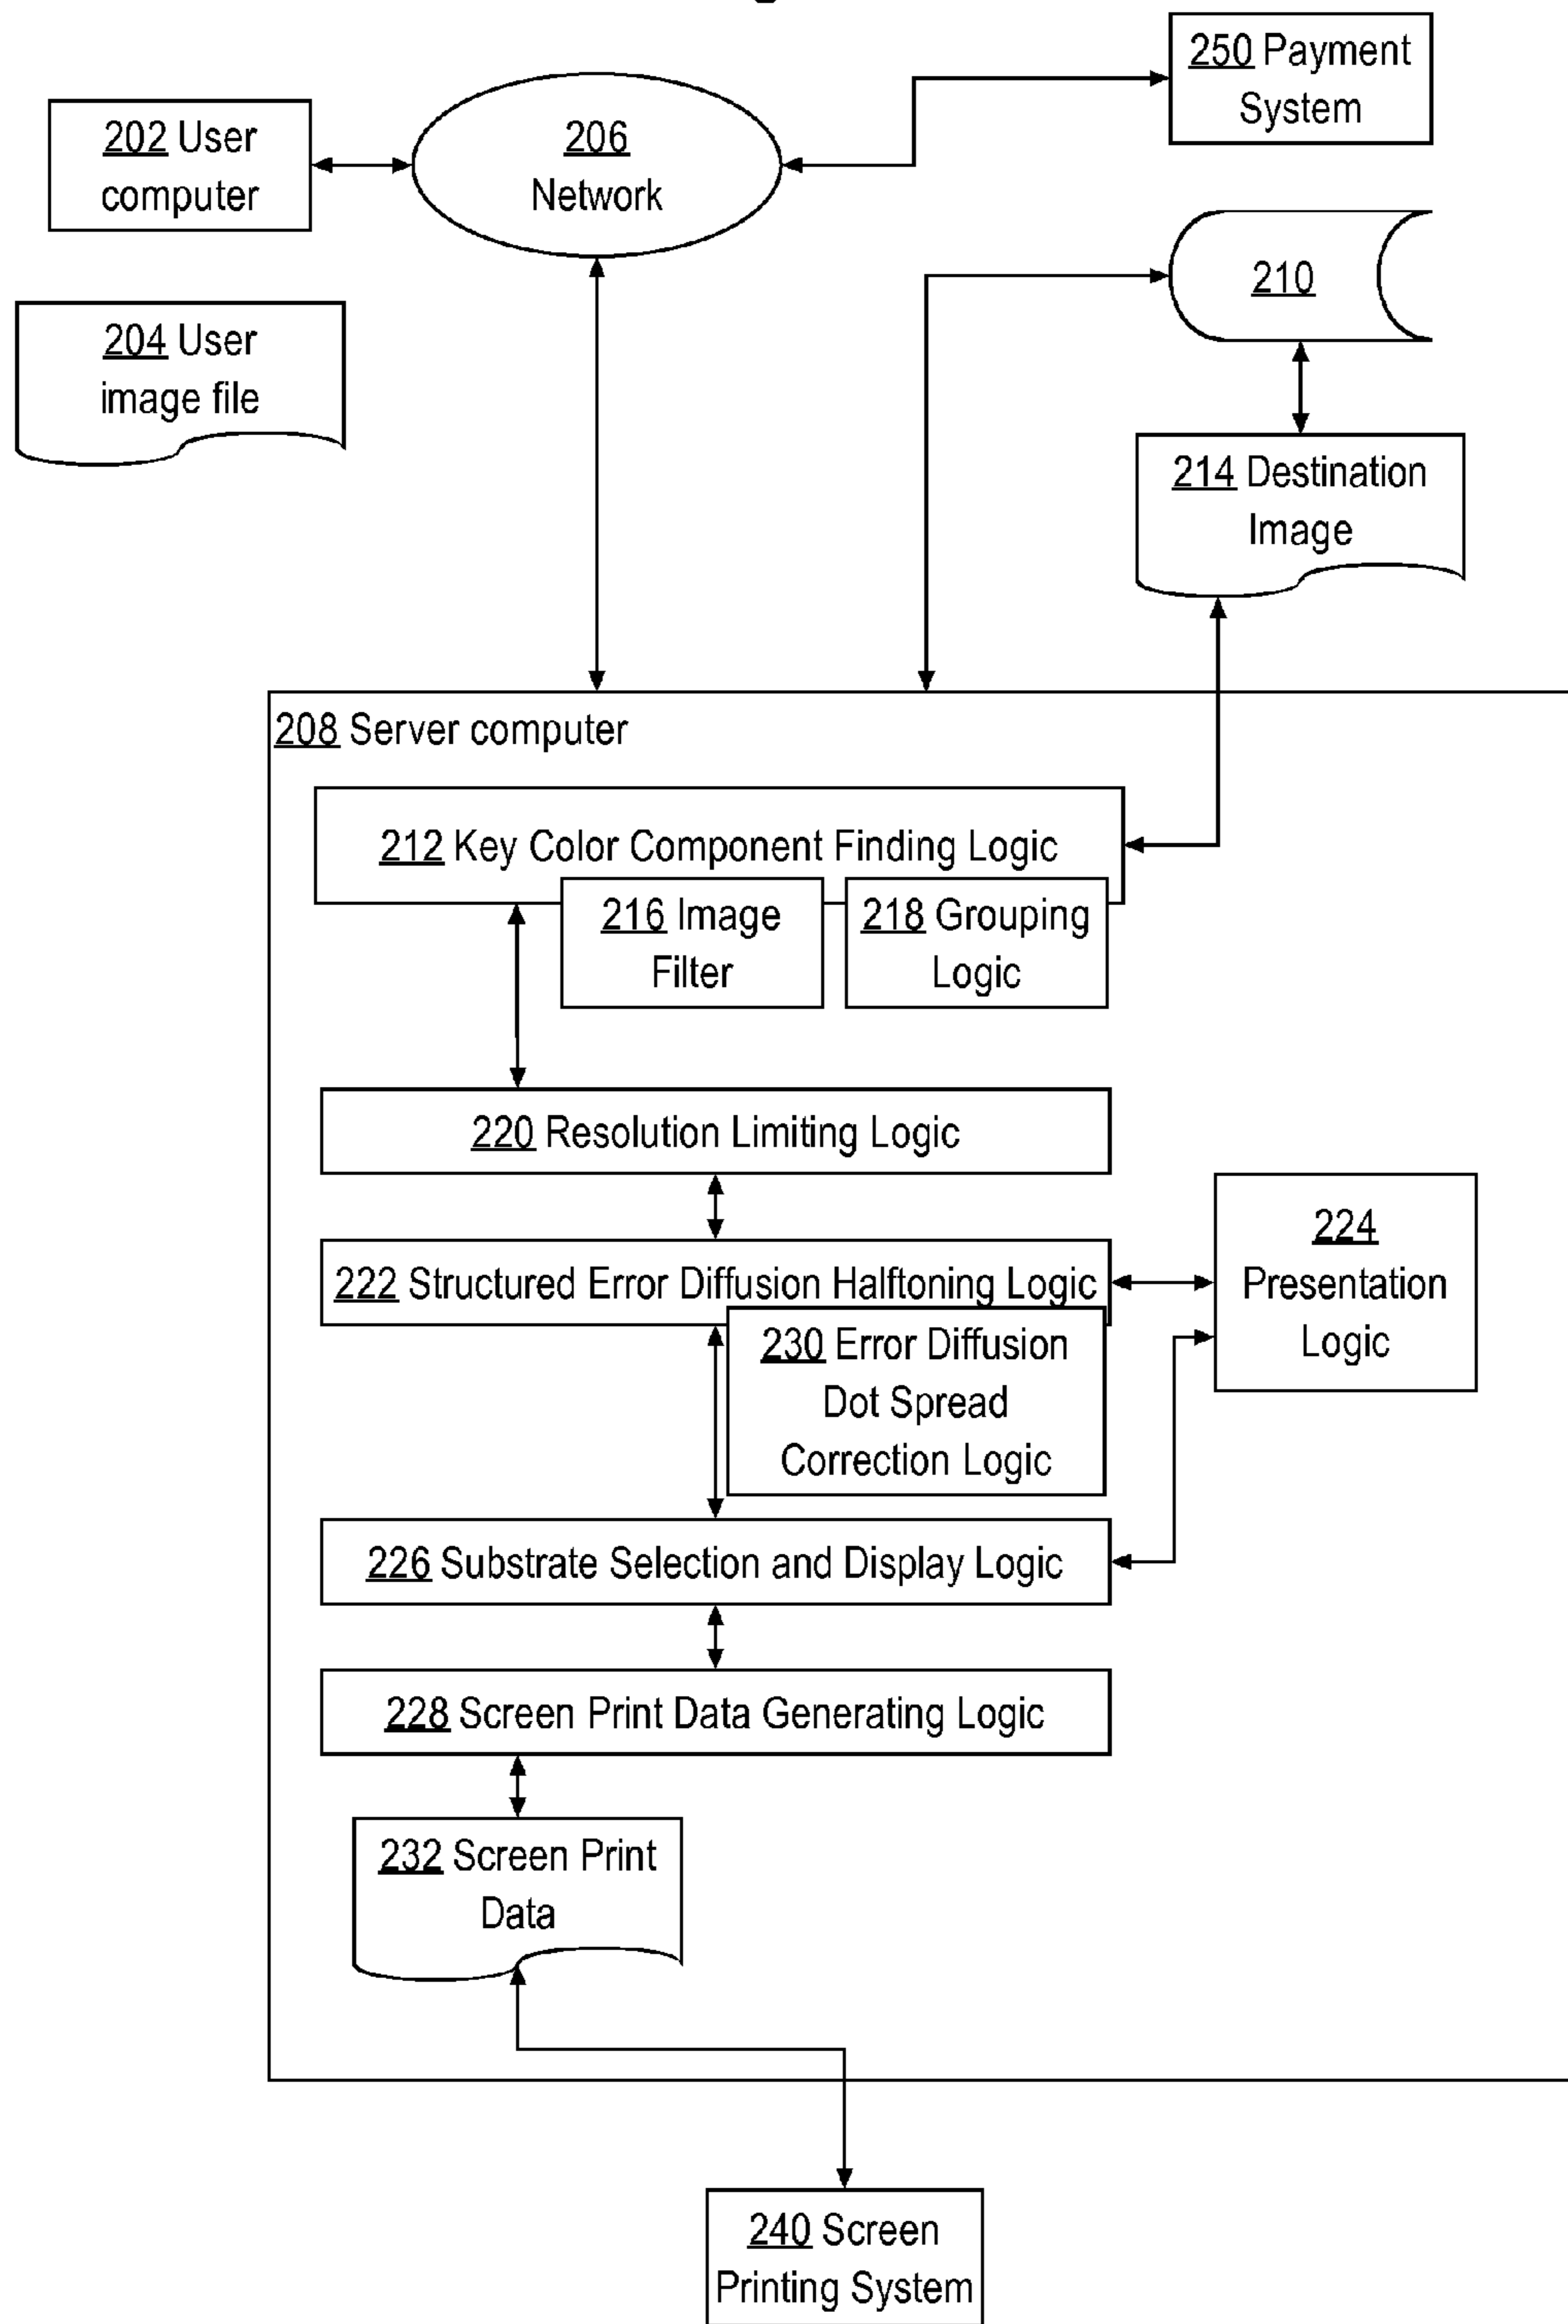 250 Payment
System
202 User
computer
206
Network
210
204 User
image file
214 Destination
Image
208 Server computer
212 Key Color Component Finding Logic
216 Image
Filter
218 Grouping
Logic
220 Resolution Limiting Logic
224
Presentation
Logic
222 Structured Error Diffusion Halftoning Logic
230 Error Diffusion
Dot Spread
Correction Logic
226 Substrate Selection and Display Logic
228 Screen Print Data Generating Logic
232 Screen Print
Data
240 Screen
Printing System